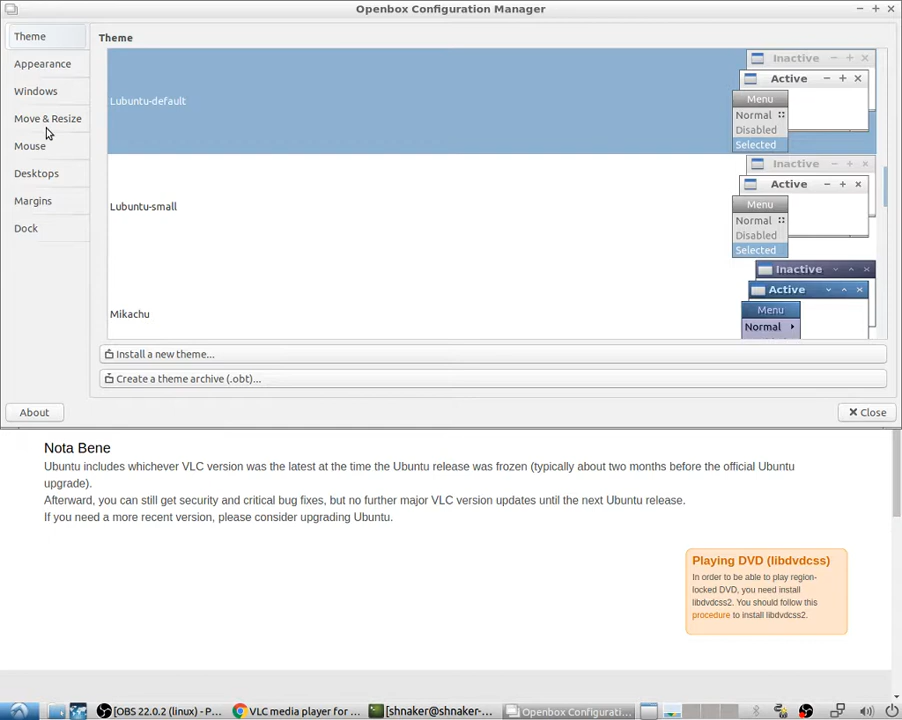 Openbox Configuration Manager
Theme
Appearance
Windows
Move & Resize
Mouse
Desktops
Margins
Dock
Theme
Lubuntu-default
Inactive
Active
Menu
Normal
Disabled
Selected
Lubuntu-small
Inactive
Active
Menu
Normal
Disabled
Selected
Mikachu
Inactive
Active
Menu
Normal
Install a new theme...
Create a theme archive (.obt)...
About
Close
Nota Bene
Ubuntu includes whichever VLC version was the latest at the time the Ubuntu release was frozen (typically about two months before the official Ubuntu
upgrade).
Afterward, you can still get security and critical bug fixes, but no further major VLC version updates until the next Ubuntu release.
If you need a more recent version, please consider upgrading Ubuntu.
Playing DVD (libdvdcss)
In order to be able to play region-
locked DVD, you need install
libdvdcss2. You should follow this
procedure to install libdvdcss2.
[OBS 22.0.2 (linux) - P...
VLC media player for ...
[shnaker@shnaker-...
Openbox Configurati...